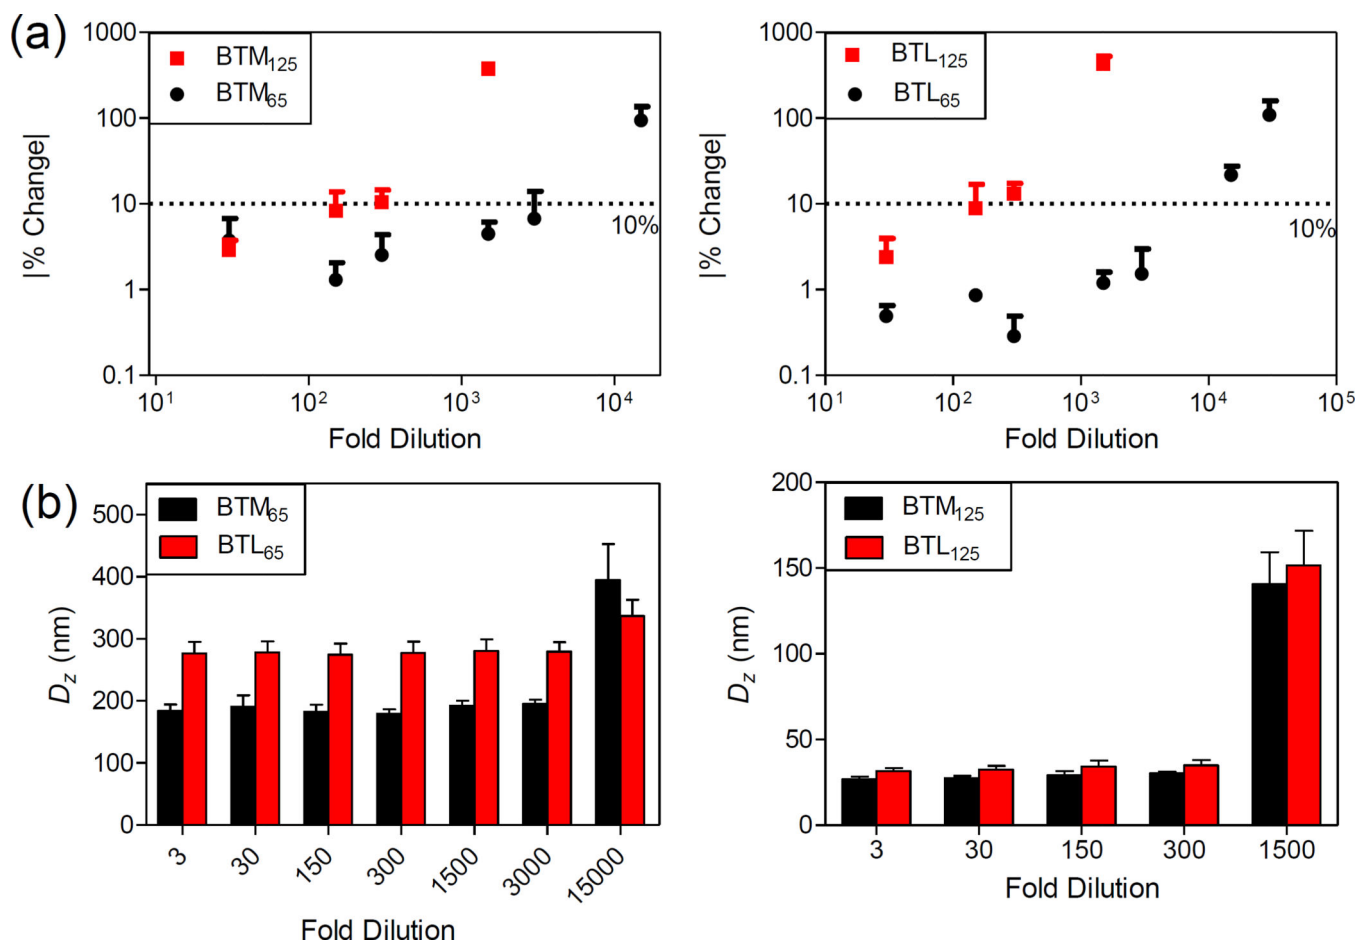 (a)
1000
100
10
1
0.1
|% Change|
BTM125
BTM65
10%
10¹ 10² 10³ 10⁴
Fold Dilution
1000
100
10
1
0.1
|% Change|
BTL125
BTL65
10%
10¹ 10² 10³ 10⁴ 10⁵
Fold Dilution
(b)
500
400
300
200
100
0
Dz (nm)
BTM65
BTL65
3 30 150 300 1500 3000 15000
Fold Dilution
200
150
100
50
0
Dz (nm)
BTM125
BTL125
3 30 150 300 1500
Fold Dilution